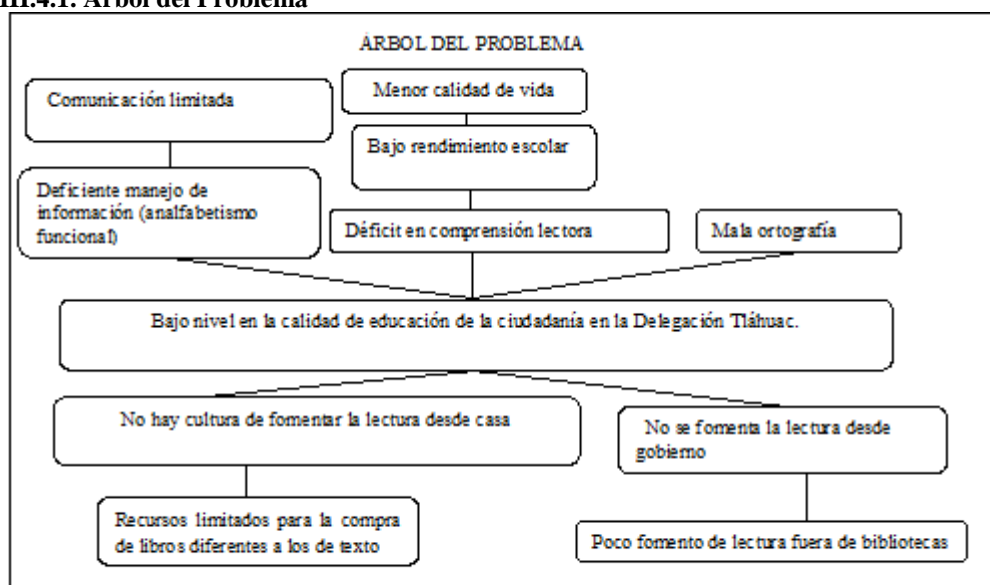 III.4.1. Árbol del Problema
ÁRBOL DEL PROBLEMA
Comunicación limitada
Menor calidad de vida
Bajo rendimiento escolar
Deficiente manejo de
información (analfabetismo
funcional)
Déficit en comprensión lectora
Mala ortografía
Bajo nivel en la calidad de educación de la ciudadanía en la Delegación Tláhuac.
No hay cultura de fomentar la lectura desde casa
No se fomenta la lectura desde
gobierno
Recursos limitados para la compra
de libros diferentes a los de texto
Poco fomento de lectura fuera de bibliotecas